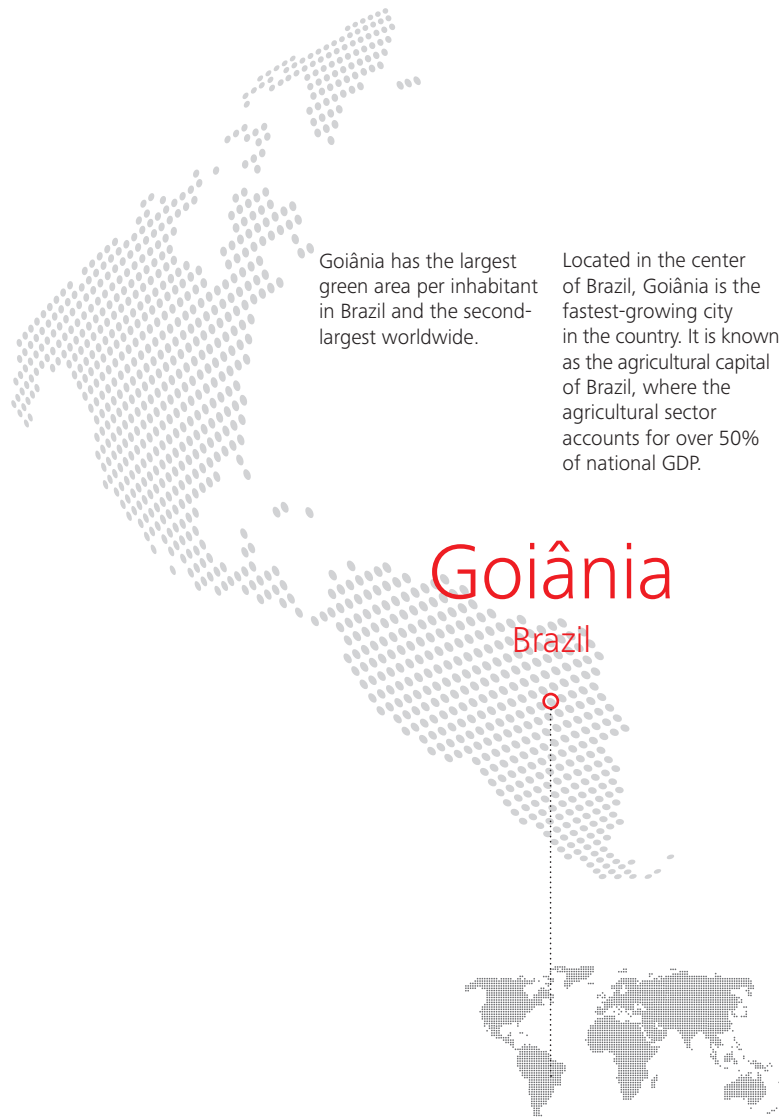 Goiânia has the largest
green area per inhabitant
in Brazil and the second-
largest worldwide.
Located in the center
of Brazil, Goiânia is the
fastest-growing city
in the country. It is known
as the agricultural capital
of Brazil, where the
agricultural sector
accounts for over 50%
of national GDP.
Goiânia
Brazil